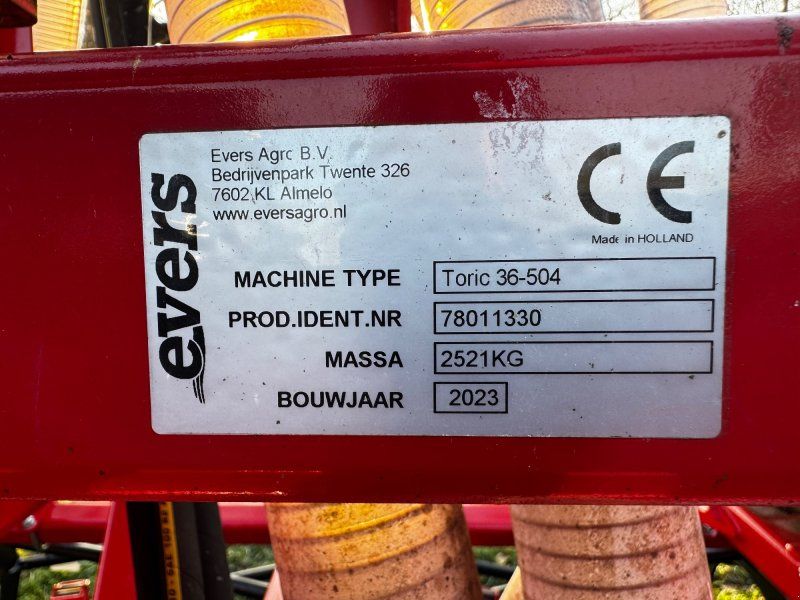 Evers Agro B.V.
Bedrijvenpark Twente 326
7602 KL Almelo
www.eversagro.nl
CE
Made in HOLLAND
evers
MACHINE TYPE Toric 36-504
PROD.IDENT.NR 78011330
MASSA 2521KG
BOUWJAAR 2023